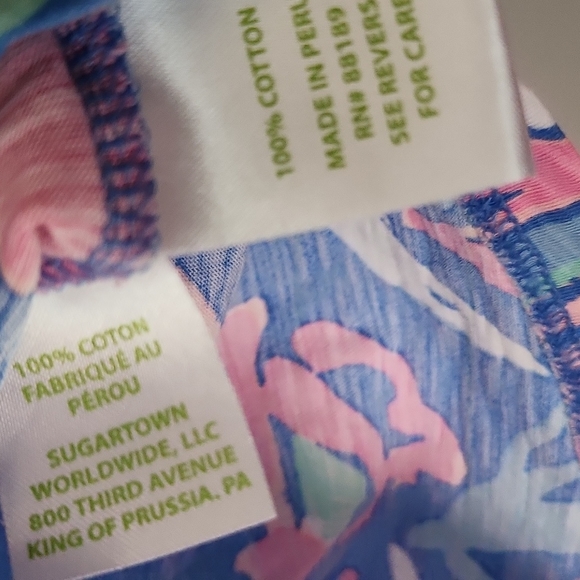 100% COTTON
MADE IN PERU
RN# 88189
SEE REVERS
FOR CARE
100% COTON
FABRIQUÉ AU
PÉROU
SUGARTOWN
WORLDWIDE, LLC
800 THIRD AVENUE
KING OF PRUSSIA, PA